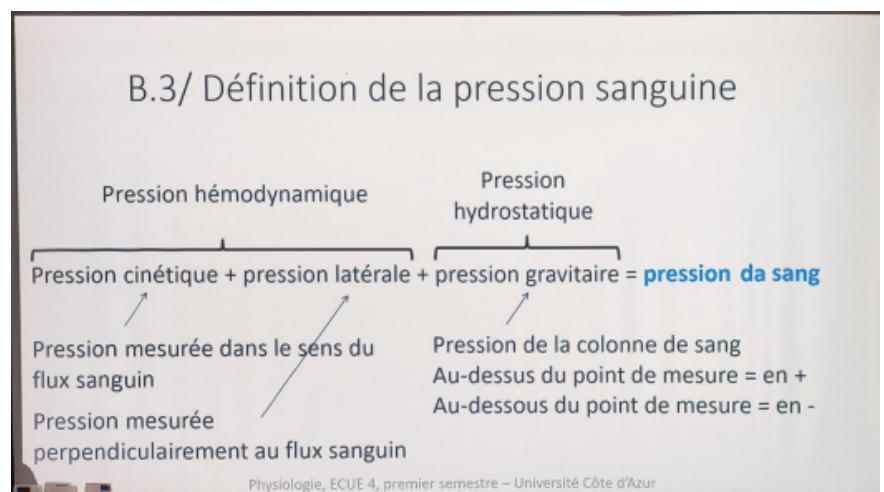 B.3/ Définition de la pression sanguine
Pression hémodynamique
Pression
hydrostatique
Pression cinétique + pression latérale + pression gravitaire = pression da sang
Pression mesurée dans le sens du
flux sanguin
Pression mesurée
perpendiculairement au flux sanguin
Pression de la colonne de sang
Au-dessus du point de mesure = en +
Au-dessous du point de mesure = en -
Physiologie, ECUE 4, premier semestre – Université Côte d'Azur